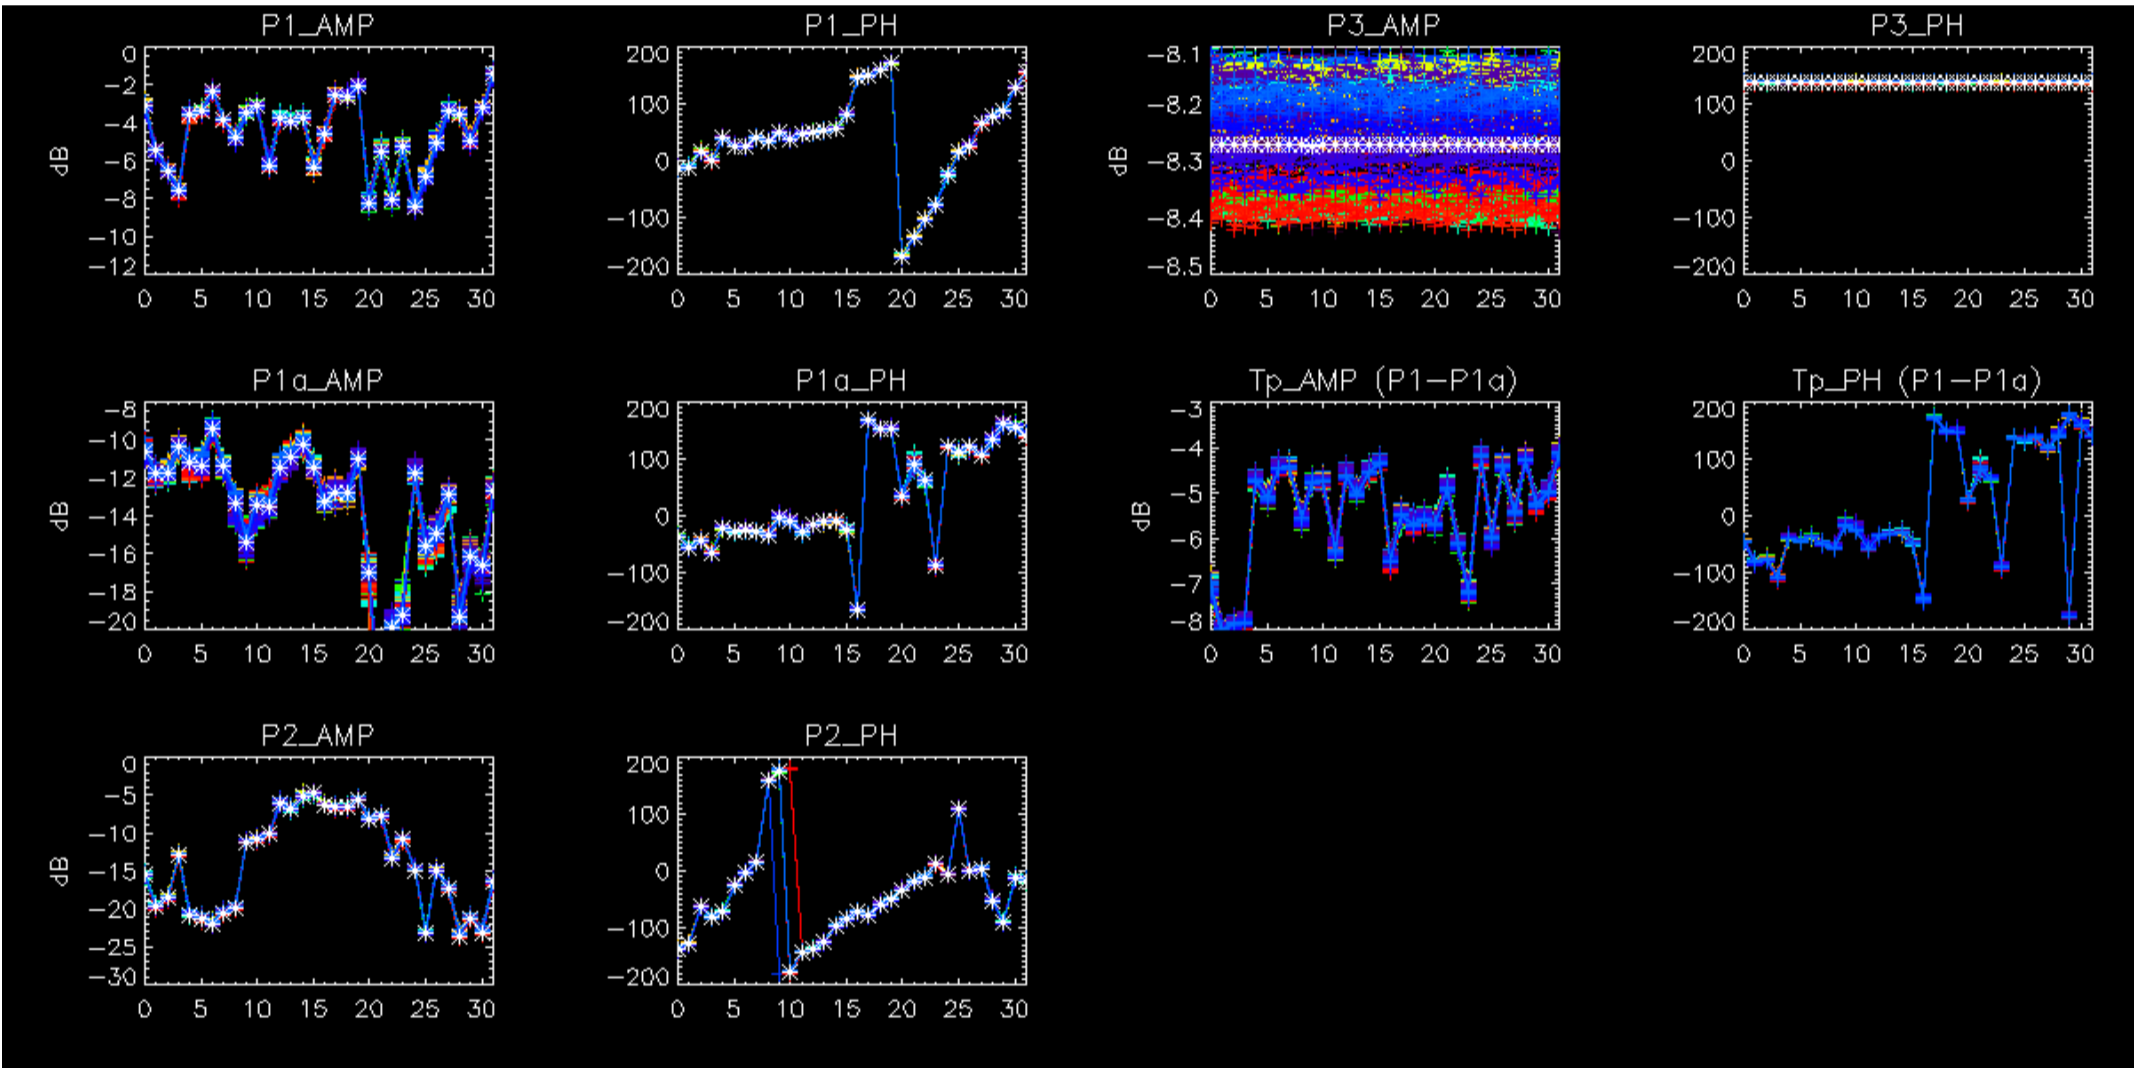 P1_AMP
dB
0
−2
−4
−6
−8
−10
−12
0 5 10 15 20 25 30
P1_PH
200
100
0
−100
−200
0 5 10 15 20 25 30
P3_AMP
dB
−8.1
−8.2
−8.3
−8.4
−8.5
0 5 10 15 20 25 30
P3_PH
200
100
0
−100
−200
0 5 10 15 20 25 30
P1a_AMP
dB
−8
−10
−12
−14
−16
−18
−20
0 5 10 15 20 25 30
P1a_PH
200
100
0
−100
−200
0 5 10 15 20 25 30
Tp_AMP (P1−P1a)
dB
−3
−4
−5
−6
−7
−8
0 5 10 15 20 25 30
Tp_PH (P1−P1a)
200
100
0
−100
−200
0 5 10 15 20 25 30
P2_AMP
dB
0
−5
−10
−15
−20
−25
−30
0 5 10 15 20 25 30
P2_PH
200
100
0
−100
−200
0 5 10 15 20 25 30